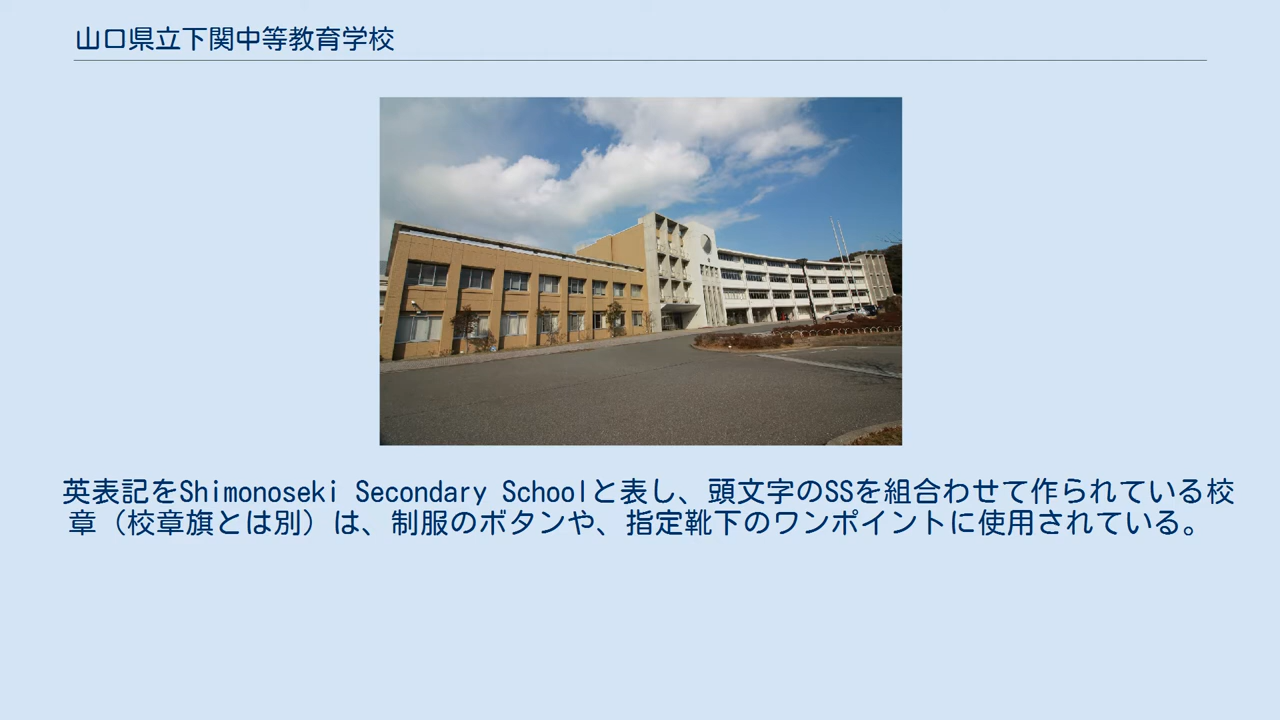 山口県立下関中等教育学校
英表記をShimonoseki Secondary Schoolと表し、頭文字のSSを組合わせて作られている校
章（校章旗とは別）は、制服のボタンや、指定靴下のワンポイントに使用されている。